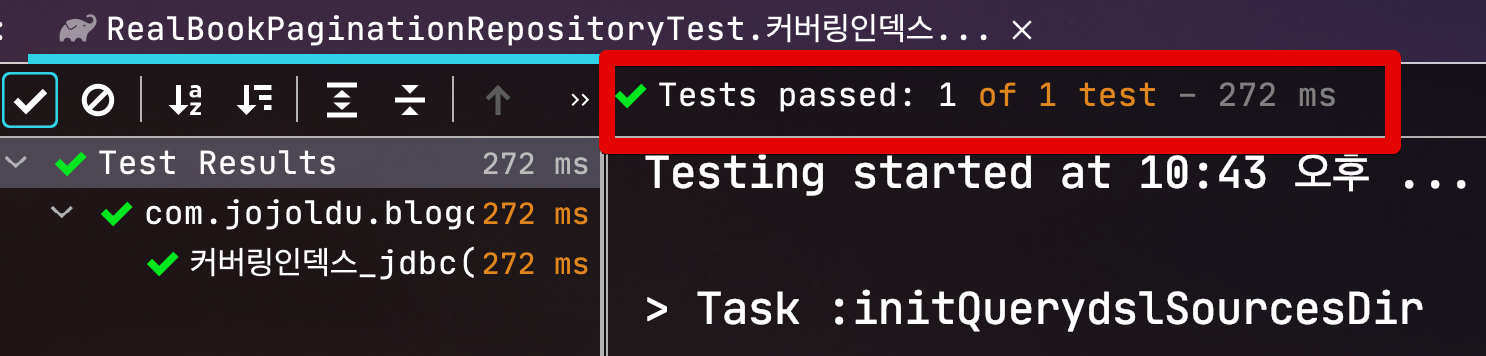 RealBookPaginationRepositoryTest.커버링인덱스...
Tests passed: 1 of 1 test – 272 ms
Test Results 272 ms
com.jojoldu.blogc 272 ms
커버링인덱스_jdbc( 272 ms
Testing started at 10:43 오후 ...
> Task :initQuerydslSourcesDir